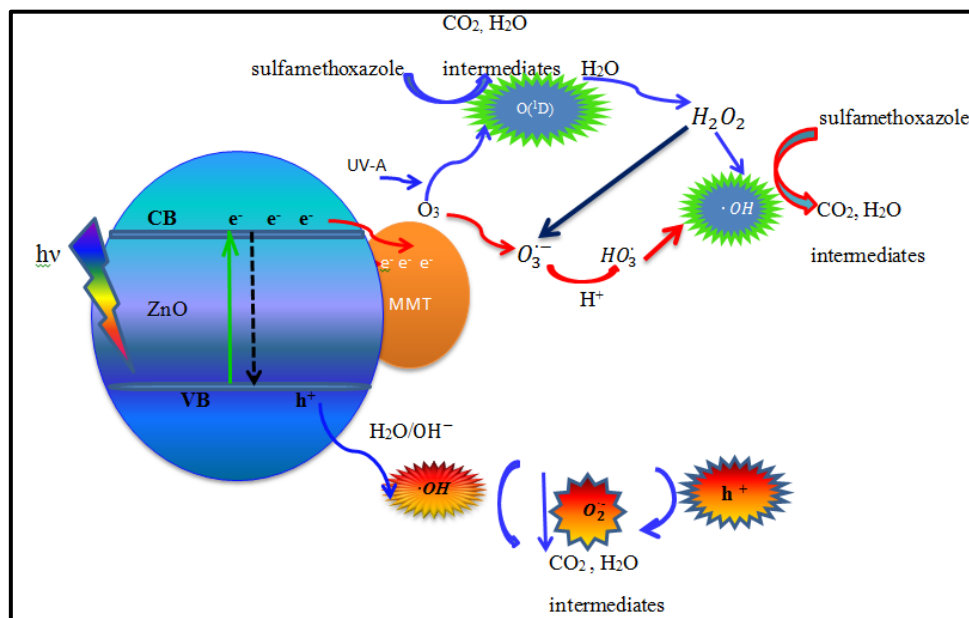 CO₂, H₂O
sulfamethoxazole intermediates H₂O
O(¹D)
H₂O₂
sulfamethoxazole
UV-A
O₃
·OH
CO₂, H₂O
intermediates
CB e⁻ e⁻ e⁻
hν
O₃·⁻
HO₃·
H⁺
e⁻ e⁻ e⁻
MMT
ZnO
VB h⁺
H₂O/OH⁻
·OH
O₂·⁻
h⁺
CO₂ , H₂O
intermediates